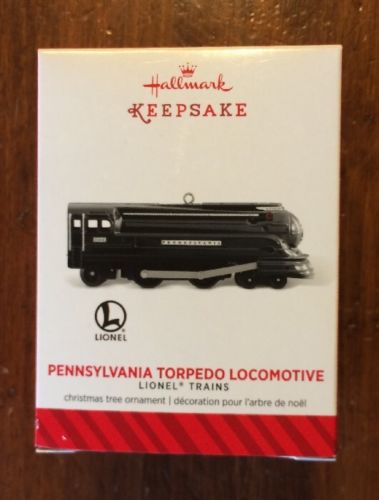 Hallmark
KEEPSAKE
PENNSYLVANIA
L
LIONEL
PENNSYLVANIA TORPEDO LOCOMOTIVE
LIONEL® TRAINS
christmas tree ornament | décoration pour l'arbre de noël